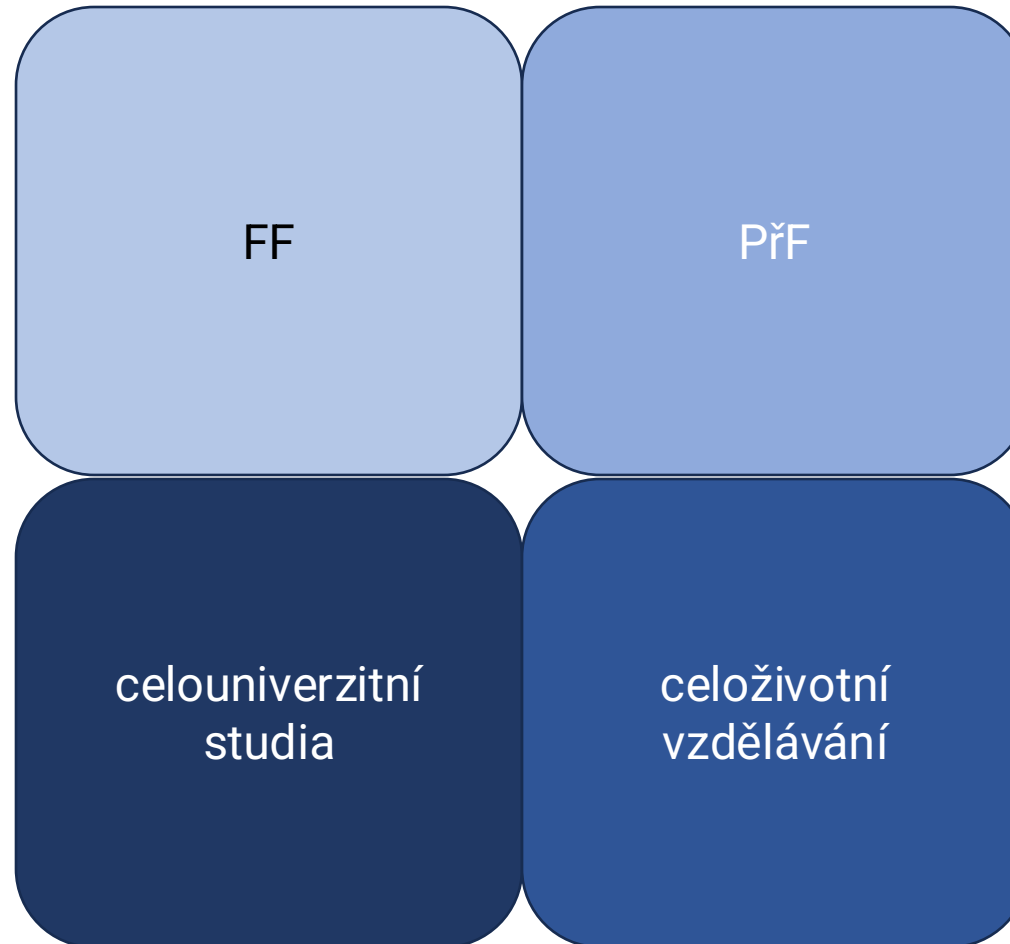 FF
PřF
celouniverzitní
studia
celoživotní
vzdělávání